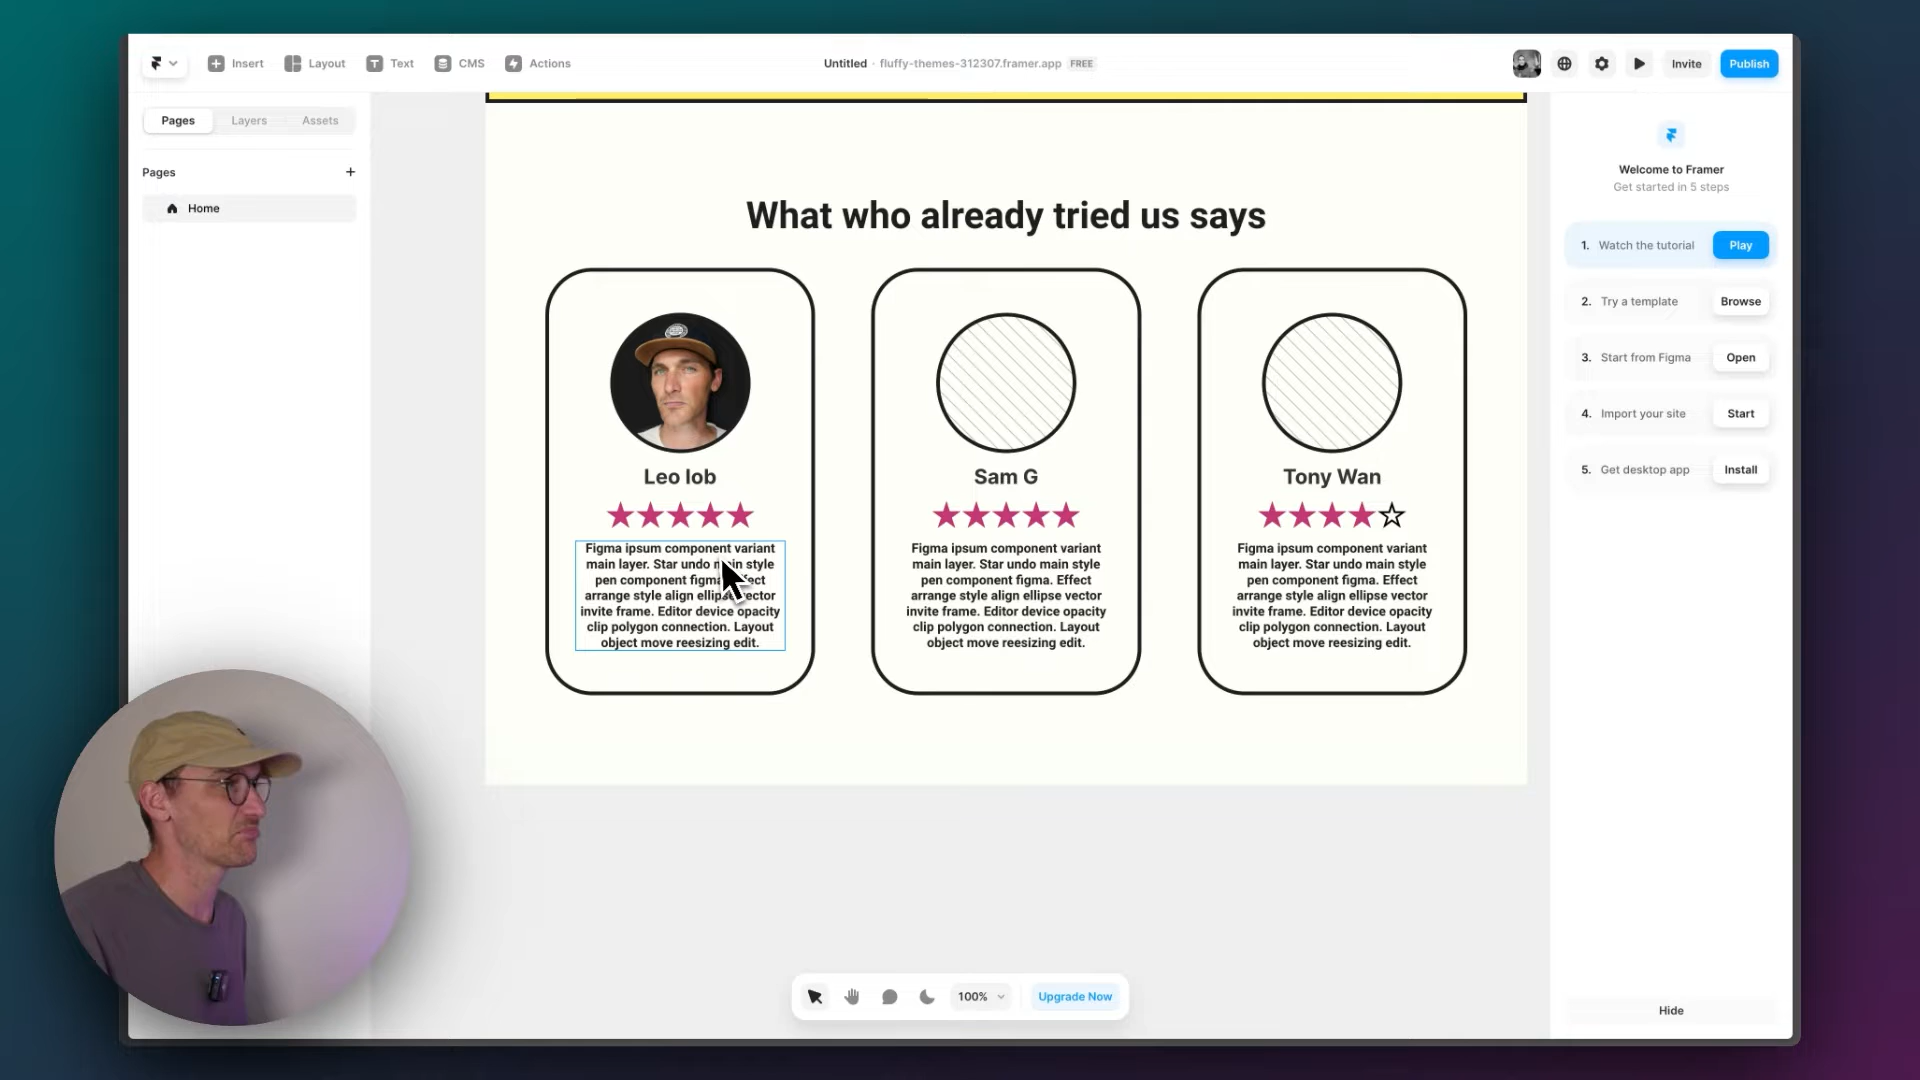 Insert
Layout
Text
CMS
Actions
Untitled · fluffy-themes-312307.framer.app FREE
Invite
Publish
Pages
Layers
Assets
Pages
Home
What who already tried us says
Leo Iob
Figma ipsum component variant
main layer. Star undo main style
pen component figma. Effect
arrange style align ellipse vector
invite frame. Editor device opacity
clip polygon connection. Layout
object move reesizing edit.
Sam G
Figma ipsum component variant
main layer. Star undo main style
pen component figma. Effect
arrange style align ellipse vector
invite frame. Editor device opacity
clip polygon connection. Layout
object move reesizing edit.
Tony Wan
Figma ipsum component variant
main layer. Star undo main style
pen component figma. Effect
arrange style align ellipse vector
invite frame. Editor device opacity
clip polygon connection. Layout
object move reesizing edit.
Welcome to Framer
Get started in 5 steps
1. Watch the tutorial Play
2. Try a template Browse
3. Start from Figma Open
4. Import your site Start
5. Get desktop app Install
Hide
100%
Upgrade Now